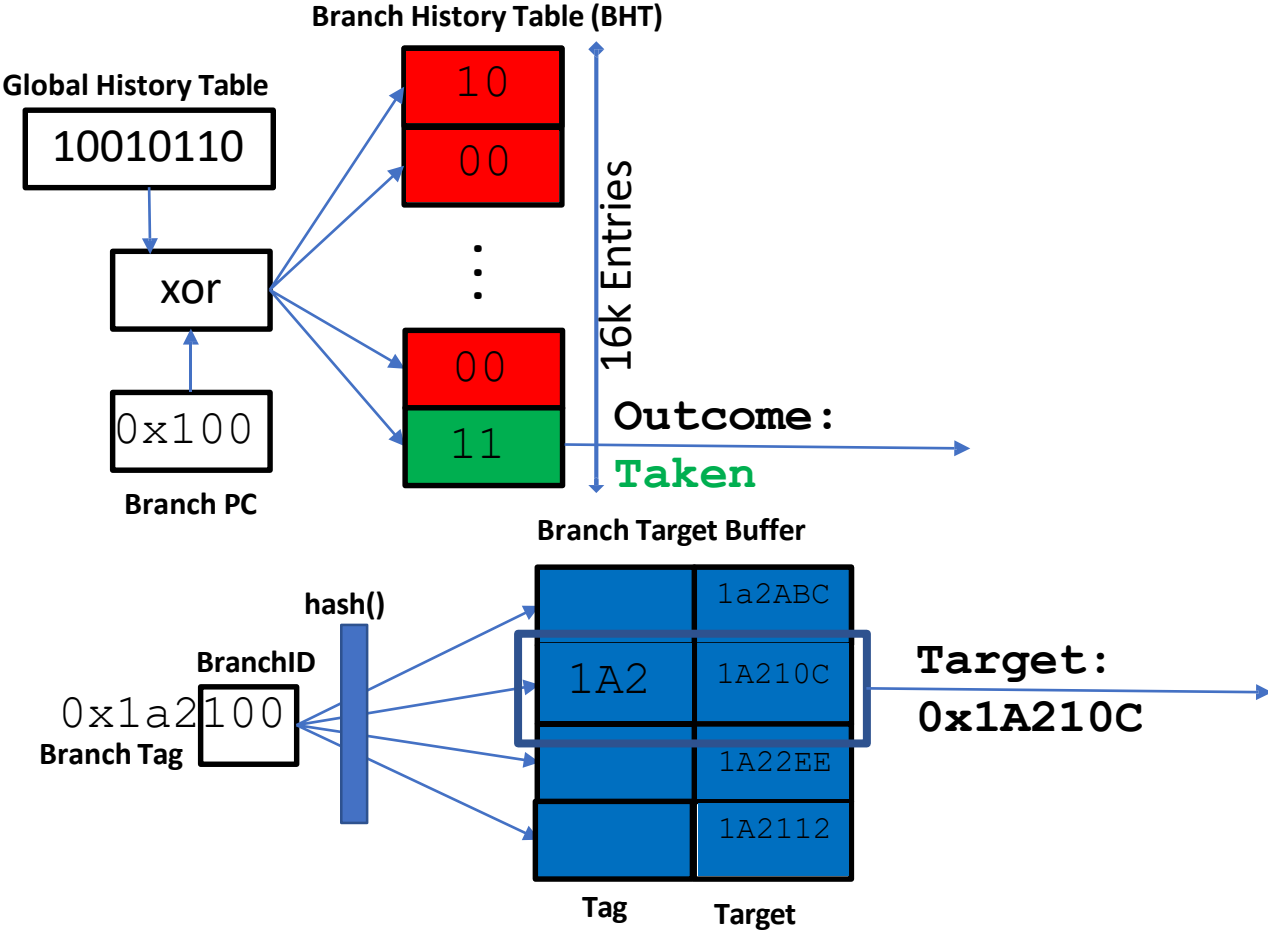 Branch History Table (BHT)
Global History Table
10010110
xor
0x100
Branch PC
10
00
00
11
16k Entries
Outcome:
Taken
Branch Target Buffer
hash()
BranchID
0x1a2100
Branch Tag
1a2ABC
1A2
1A210C
1A22EE
1A2112
Tag
Target
Target:
0x1A210C